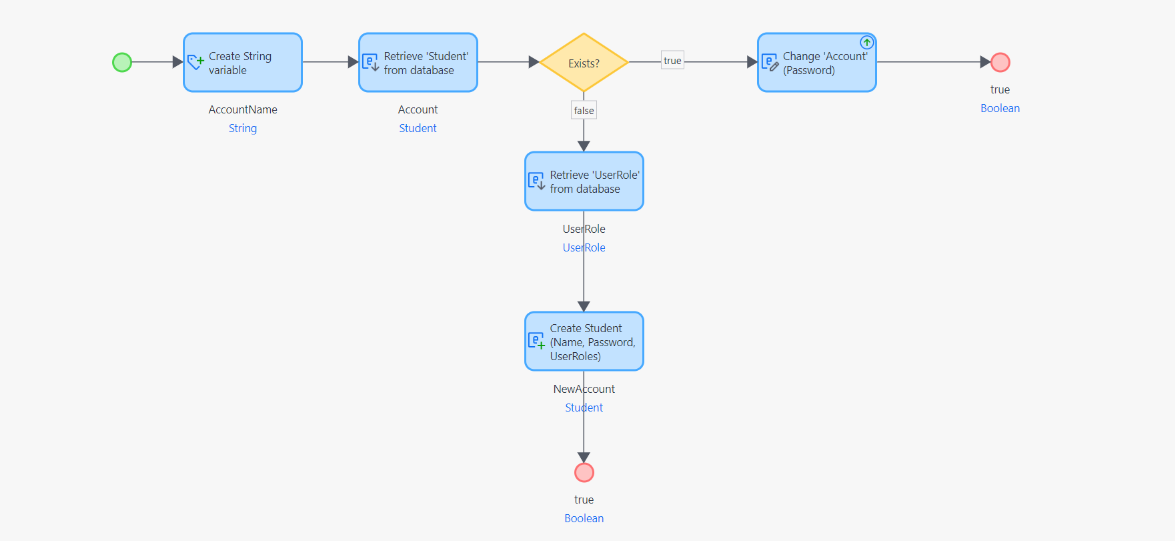 Create String
variable
AccountName
String
Retrieve 'Student'
from database
Account
Student
Exists?
true
Change 'Account'
(Password)
true
Boolean
false
Retrieve 'UserRole'
from database
UserRole
UserRole
Create Student
(Name, Password,
UserRoles)
NewAccount
Student
true
Boolean